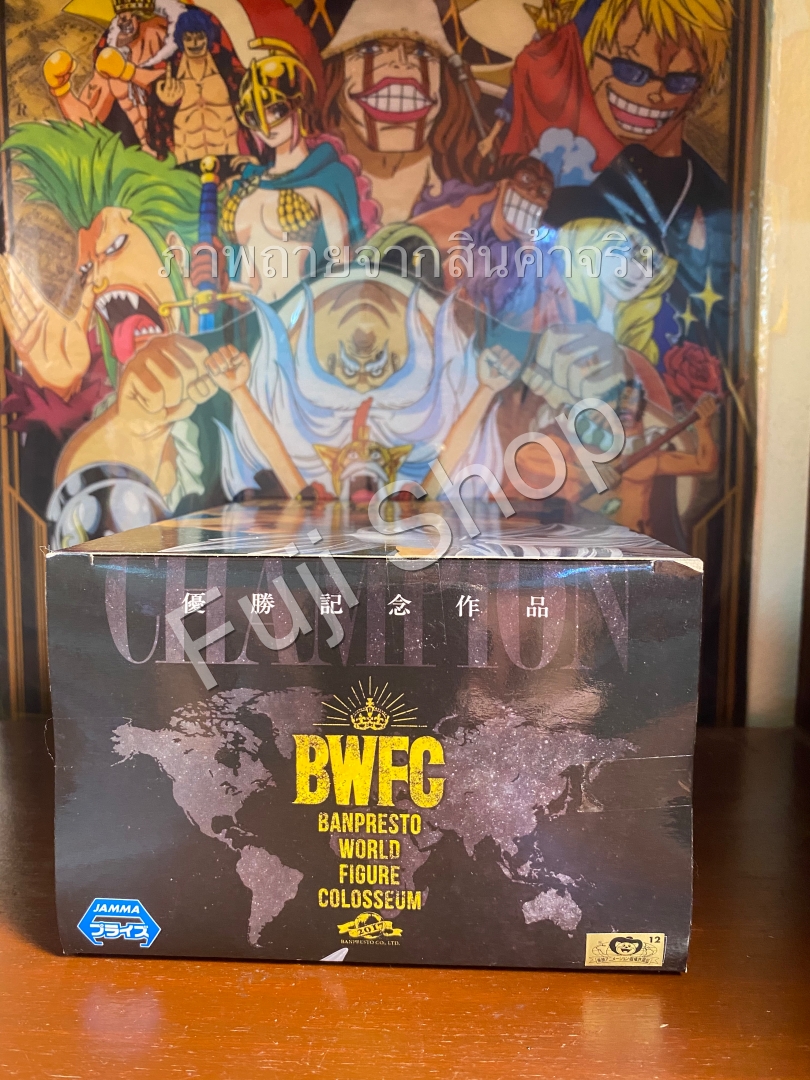 ภาพถ่ายจากสินค้าจริง
Fuji Shop
CHAMPION
優勝記念作品
BWFC
BANPRESTO
WORLD
FIGURE
COLOSSEUM
2017
BANPRESTO CO., LTD.
JAMMA
プライズ
12